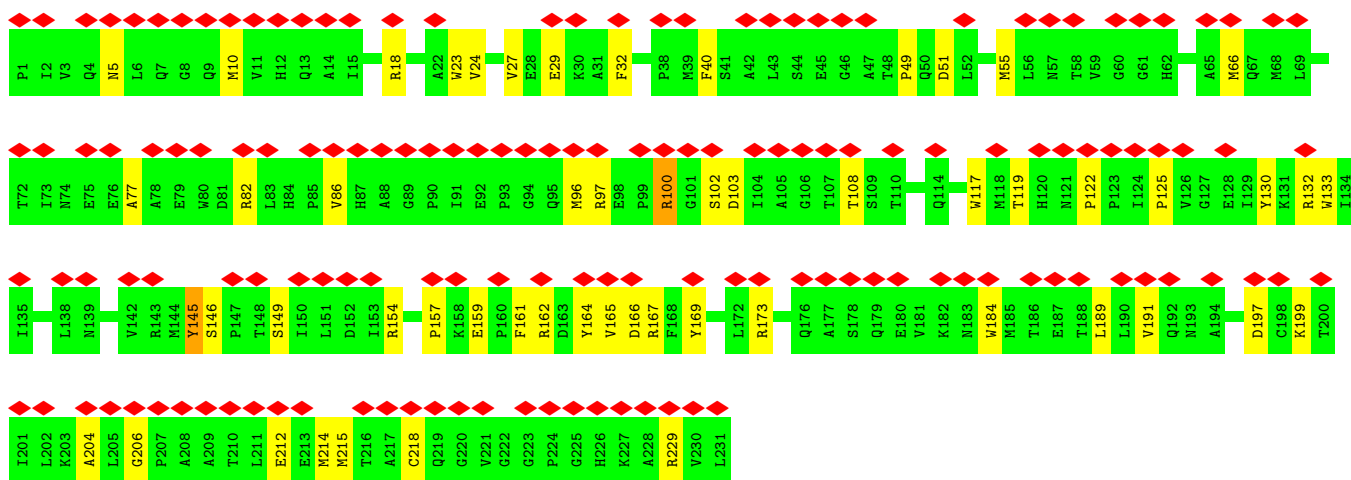 P1 I2 V3 Q4 N5 L6 Q7 G8 Q9 M10 V11 H12 Q13 A14 I15 R18 A22 W23 V24 V27 E28 E29 K30 A31 F32 P38 M39 F40 S41 A42 L43 S44 E45 G46 A47 T48 P49 Q50 D51 L52 M55 L56 N57 T58 V59 G60 G61 H62 A65 M66 Q67 M68 L69
T72 I73 N74 E75 E76 A77 A78 E79 W80 D81 R82 L83 H84 P85 V86 H87 A88 G89 P90 I91 E92 P93 G94 Q95 M96 R97 E98 P99 R100 G101 S102 D103 I104 A105 G106 T107 T108 S109 T110 Q114 W117 M118 T119 H120 N121 P122 P123 I124 P125 V126 G127 E128 I129 Y130 K131 R132 W133 I134
I135 L138 N139 V142 R143 M144 Y145 S146 P147 T148 S149 I150 L151 D152 I153 R154 P157 K158 E159 P160 F161 R162 D163 Y164 V165 D166 R167 F168 Y169 L172 R173 Q176 A177 S178 Q179 E180 V181 K182 N183 W184 M185 T186 E187 T188 L189 L190 V191 Q192 N193 A194 D197 C198 K199 T200
I201 L202 K203 A204 L205 G206 P207 A208 A209 T210 L211 E212 E213 M214 M215 T216 A217 C218 Q219 G220 V221 G222 G223 P224 G225 H226 K227 A228 R229 V230 L231